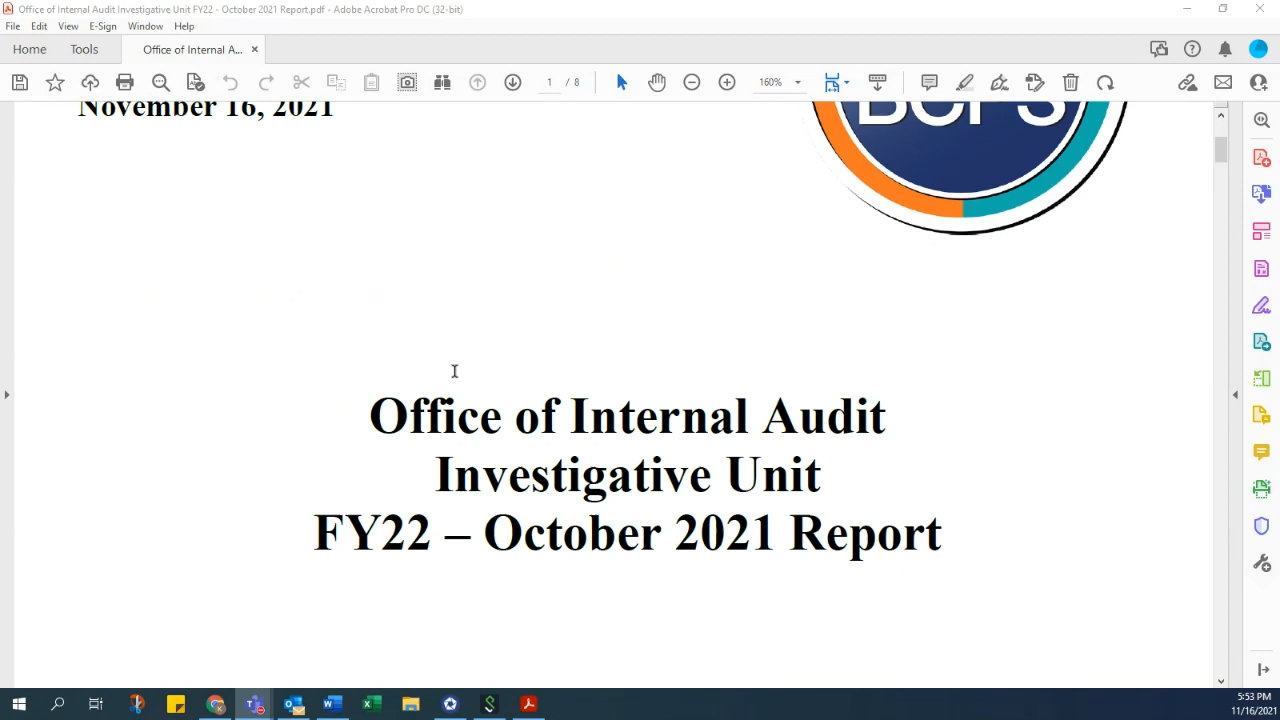 Office of Internal Audit Investigative Unit FY22 - October 2021 Report.pdf - Adobe Acrobat Pro DC (32-bit)
File Edit View E-Sign Window Help
Home Tools Office of Internal A... ×
1 / 8 160%
November 16, 2021
BCPS
Office of Internal Audit
Investigative Unit
FY22 – October 2021 Report
5:53 PM
11/16/2021